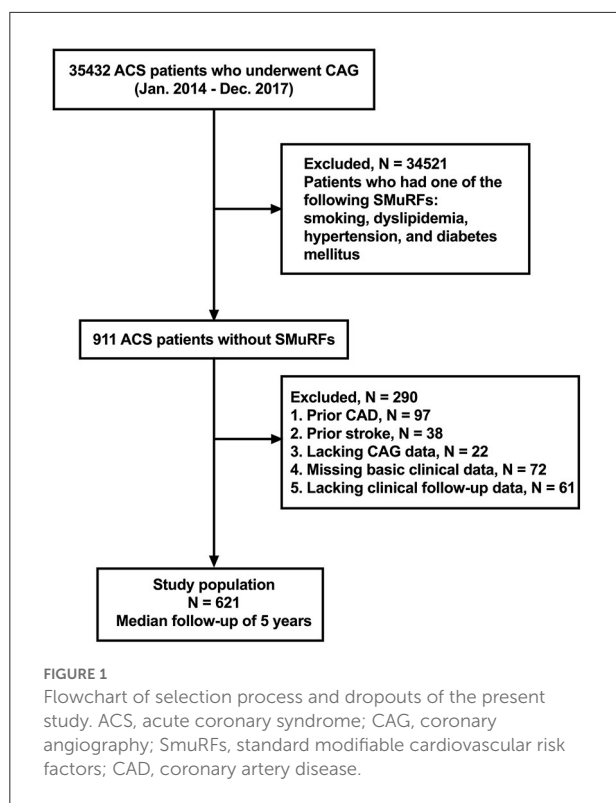 35432 ACS patients who underwent CAG
(Jan. 2014 - Dec. 2017)
Excluded, N = 34521
Patients who had one of the
following SMuRFs:
smoking, dyslipidemia,
hypertension, and diabetes
mellitus
911 ACS patients without SMuRFs
Excluded, N = 290
1. Prior CAD, N = 97
2. Prior stroke, N = 38
3. Lacking CAG data, N = 22
4. Missing basic clinical data, N = 72
5. Lacking clinical follow-up data, N = 61
Study population
N = 621
Median follow-up of 5 years
FIGURE 1
Flowchart of selection process and dropouts of the present
study. ACS, acute coronary syndrome; CAG, coronary
angiography; SmuRFs, standard modifiable cardiovascular risk
factors; CAD, coronary artery disease.